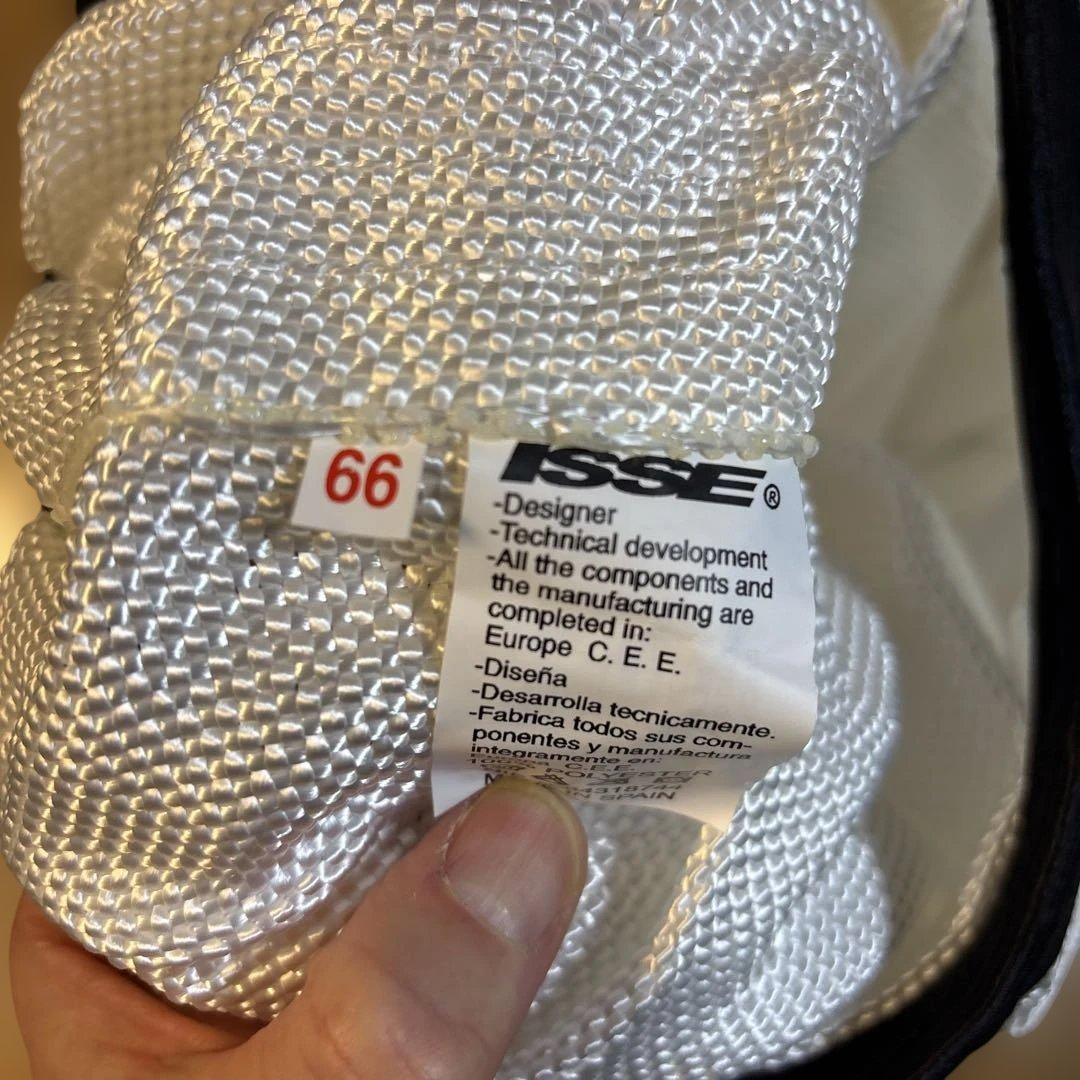 66
ISSE®
-Designer
-Technical development
-All the components and
the manufacturing are
completed in:
Europe C. E. E.
-Diseña
-Desarrolla tecnicamente.
-Fabrica todos sus com-
ponentes y manufactura
integramente en:
C.E.E.
POLYESTER
SPAIN